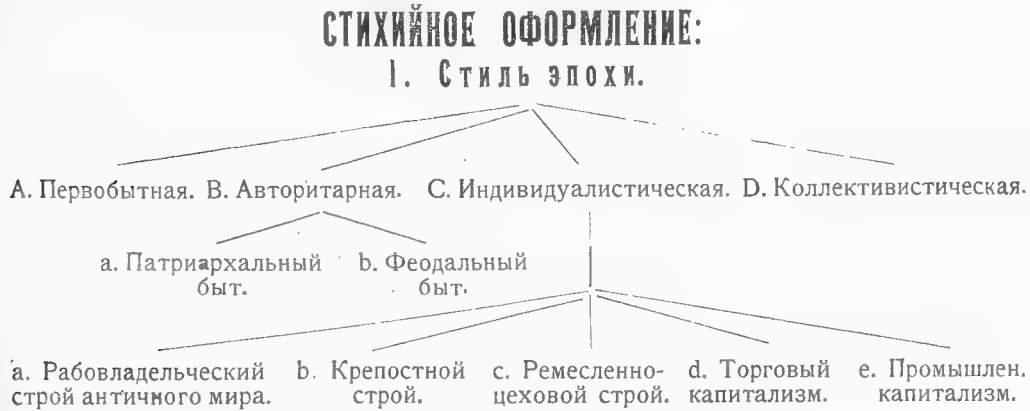 СТИХИЙНОЕ ОФОРМЛЕНИЕ:
I. Стиль эпохи.
A. Первобытная. B. Авторитарная. C. Индивидуалистическая. D. Коллективистическая.
a. Патриархальный быт.
b. Феодальный быт.
a. Рабовладельческий строй античного мира.
b. Крепостной строй.
c. Ремесленно-цеховой строй.
d. Торговый капитализм.
e. Промышлен. капитализм.